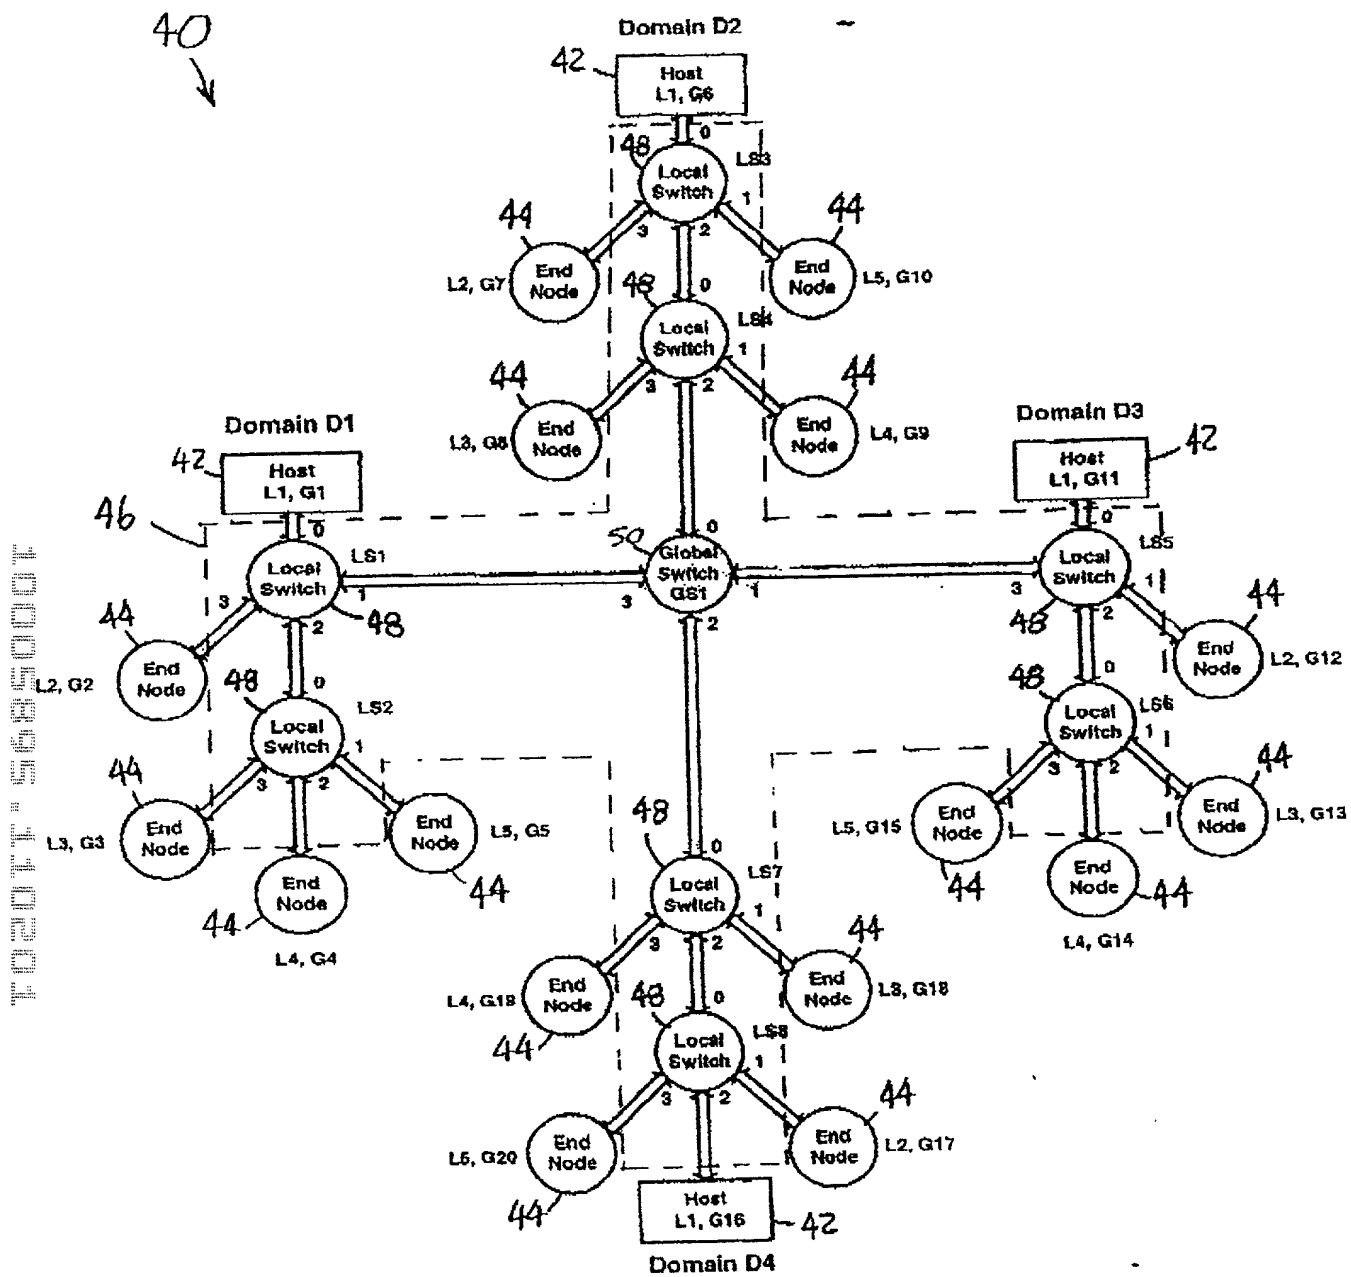 40
Domain D2
42
Host
L1, G6
0
48
LS3
Local
Switch
1
44
44
3
2
End
Node
L2, G7
End
Node
L5, G10
0
48
LS4
Local
Switch
1
44
44
3
2
End
Node
L3, G8
End
Node
L4, G9
Domain D1
42
Host
L1, G1
Domain D3
42
Host
L1, G11
46
0
LS1
Local
Switch
1
3
2
48
50
0
Global
Switch
GS1
3
1
2
0
LS5
Local
Switch
3
1
2
48
44
End
Node
L2, G2
44
End
Node
L2, G12
48
0
LS2
Local
Switch
1
3
2
48
0
LS6
Local
Switch
1
3
2
44
End
Node
L3, G3
End
Node
L5, G5
44
End
Node
44
L4, G4
44
End
Node
L3, G13
L5, G15
End
Node
44
End
Node
44
L4, G14
48
0
LS7
Local
Switch
1
3
2
44
L4, G19
End
Node
44
End
Node
L3, G18
48
0
LS8
Local
Switch
1
3
2
44
L5, G20
End
Node
44
End
Node
L2, G17
Host
L1, G16
42
Domain D4
10005895.110201